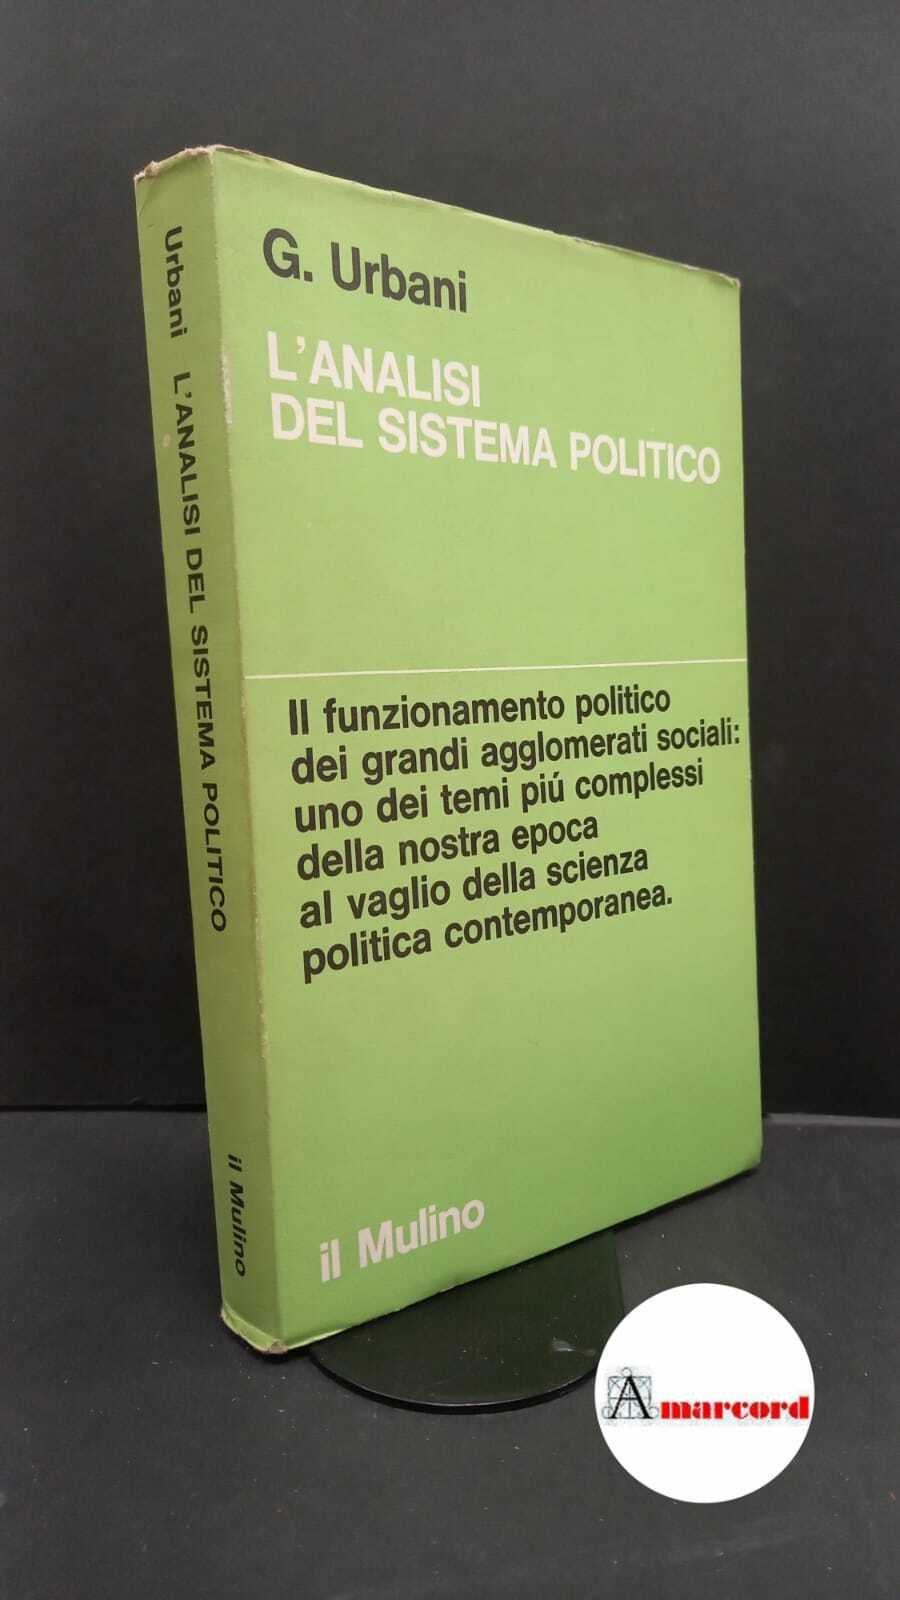 Urbani L'ANALISI DEL SISTEMA POLITICO il Mulino
G. Urbani
L'ANALISI
DEL SISTEMA POLITICO
Il funzionamento politico
dei grandi agglomerati sociali:
uno dei temi piú complessi
della nostra epoca
al vaglio della scienza
politica contemporanea.
il Mulino
Amarcord